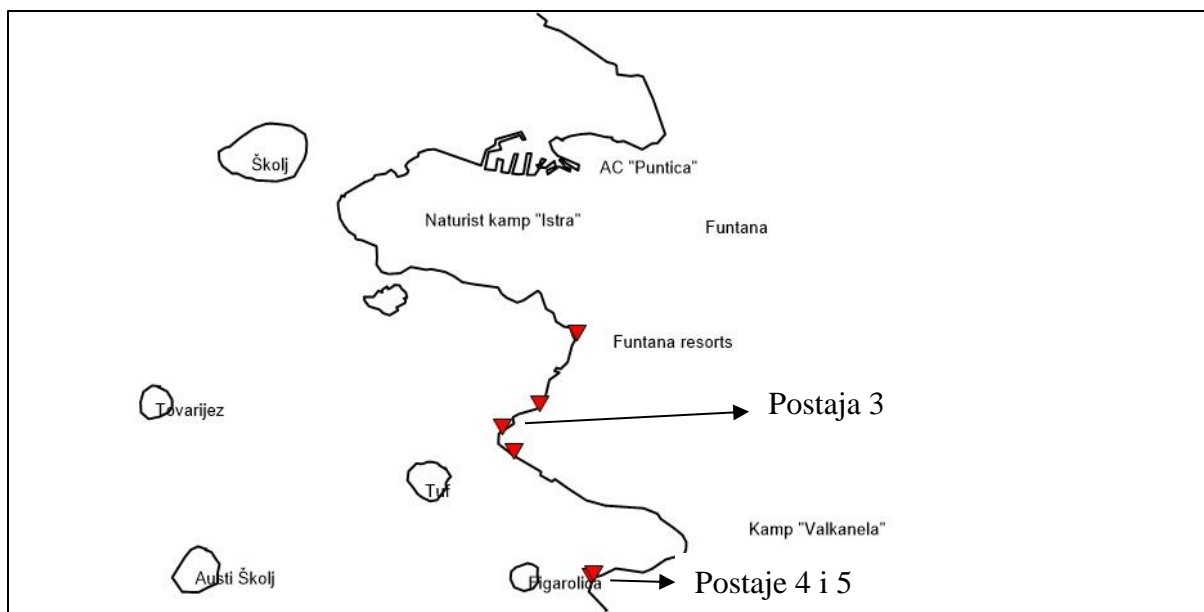 Školj
AC "Puntica"
Naturist kamp "Istra"
Funtana
Funtana resorts
Tovarijez
Postaja 3
Tuf
Kamp "Valkanela"
Austi Školj
Figarolica
Postaje 4 i 5